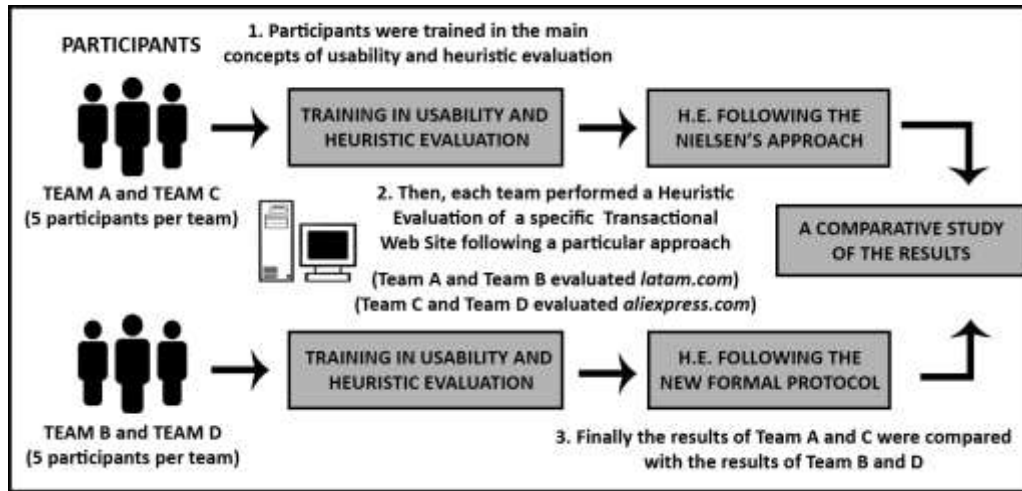 PARTICIPANTS
1. Participants were trained in the main
concepts of usability and heuristic evaluation
TRAINING IN USABILITY AND
HEURISTIC EVALUATION
H.E. FOLLOWING THE
NIELSEN'S APPROACH
TEAM A and TEAM C
(5 participants per team)
2. Then, each team performed a Heuristic
Evaluation of a specific Transactional
Web Site following a particular approach
(Team A and Team B evaluated latam.com)
(Team C and Team D evaluated aliexpress.com)
A COMPARATIVE STUDY
OF THE RESULTS
TRAINING IN USABILITY AND
HEURISTIC EVALUATION
H.E. FOLLOWING THE
NEW FORMAL PROTOCOL
TEAM B and TEAM D
(5 participants per team)
3. Finally the results of Team A and C were compared
with the results of Team B and D